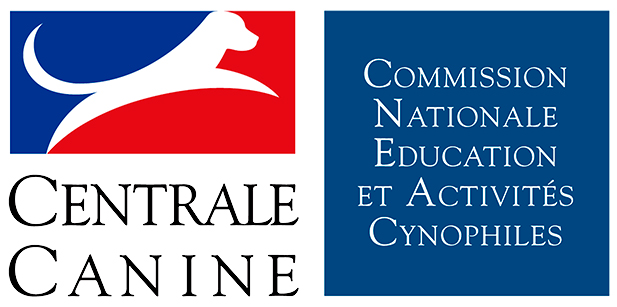 CENTRALE
CANINE
COMMISSION
NATIONALE
EDUCATION
ET ACTIVITÉS
CYNOPHILES